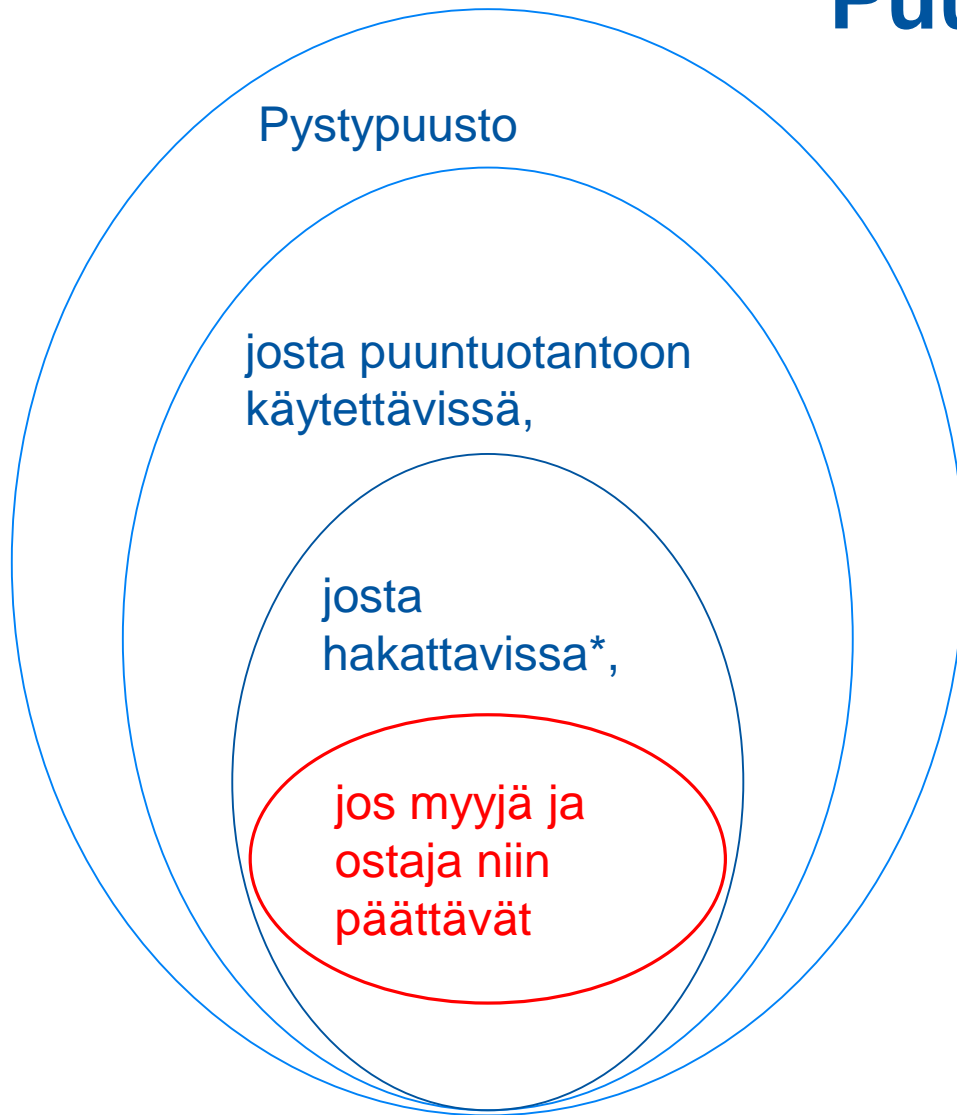 Pystypuusto
josta puuntuotantoon
käytettävissä,
josta
hakattavissa*,
jos myyjä ja
ostaja niin
päättävät